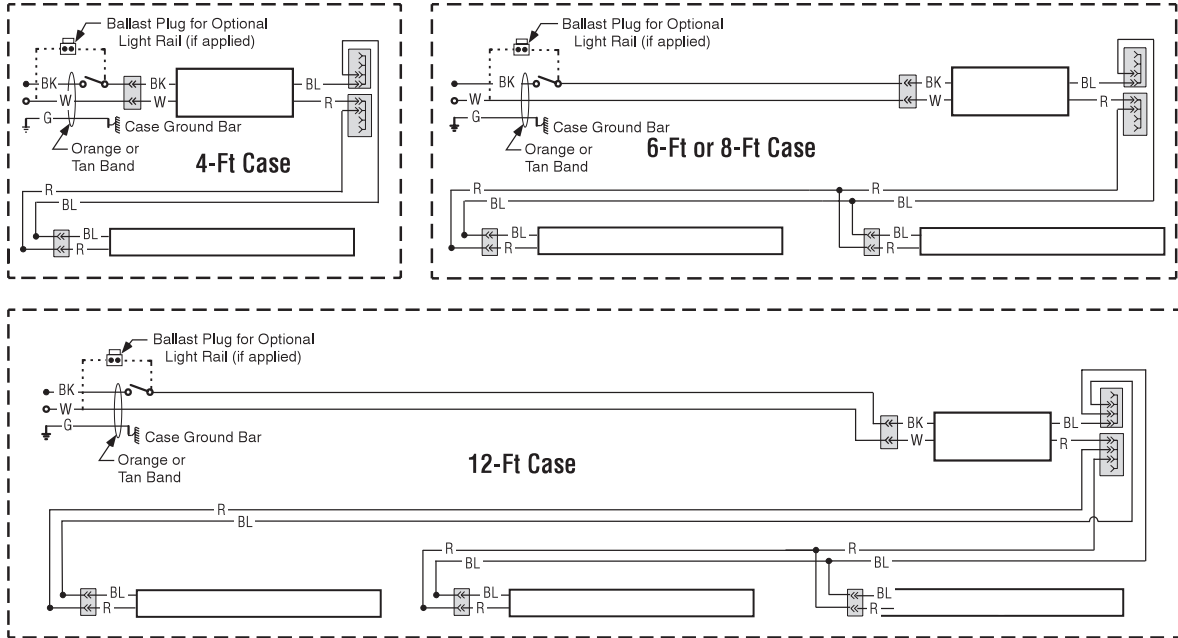 Ballast Plug for Optional
Light Rail (if applied)
BK
BK
BL
W
W
R
G
Case Ground Bar
Orange or
Tan Band
4-Ft Case
R
BL
BL
R
Ballast Plug for Optional
Light Rail (if applied)
BK
BK
BL
W
W
R
G
Case Ground Bar
Orange or
Tan Band
6-Ft or 8-Ft Case
R
R
BL
BL
BL
BL
R
R
Ballast Plug for Optional
Light Rail (if applied)
BK
W
G
Case Ground Bar
Orange or
Tan Band
BK
BL
W
R
12-Ft Case
R
BL
R
R
BL
BL
BL
BL
BL
R
R
R